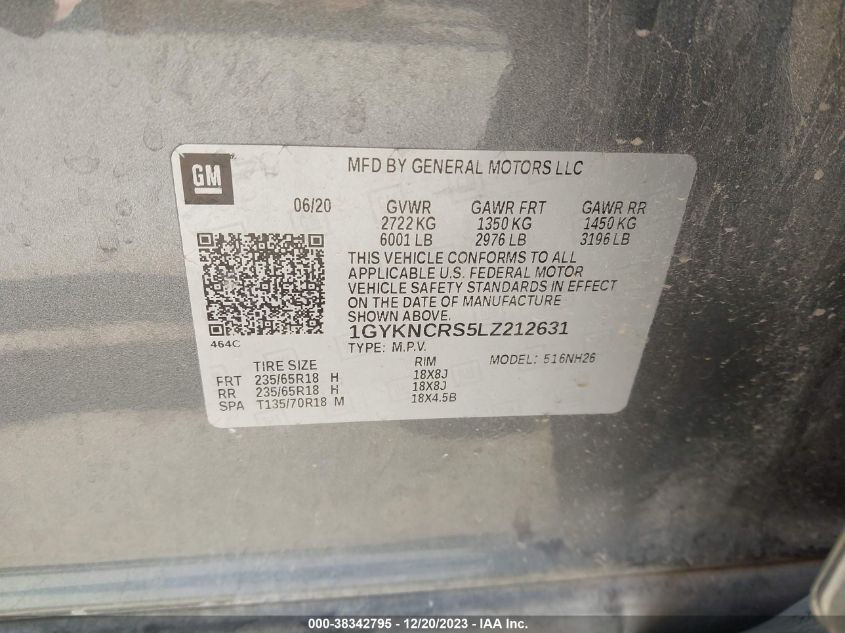 GM
MFD BY GENERAL MOTORS LLC
06/20 GVWR GAWR FRT GAWR RR
2722 KG 1350 KG 1450 KG
6001 LB 2976 LB 3196 LB
THIS VEHICLE CONFORMS TO ALL
APPLICABLE U.S. FEDERAL MOTOR
VEHICLE SAFETY STANDARDS IN EFFECT
ON THE DATE OF MANUFACTURE
SHOWN ABOVE.
1GYKNCRS5LZ212631
464C
TYPE: M.P.V.
TIRE SIZE RIM MODEL: 516NH26
FRT 235/65R18 H 18X8J
RR 235/65R18 H 18X8J
SPA T135/70R18 M 18X4.5B
000-38342795 - 12/20/2023 - IAA Inc.